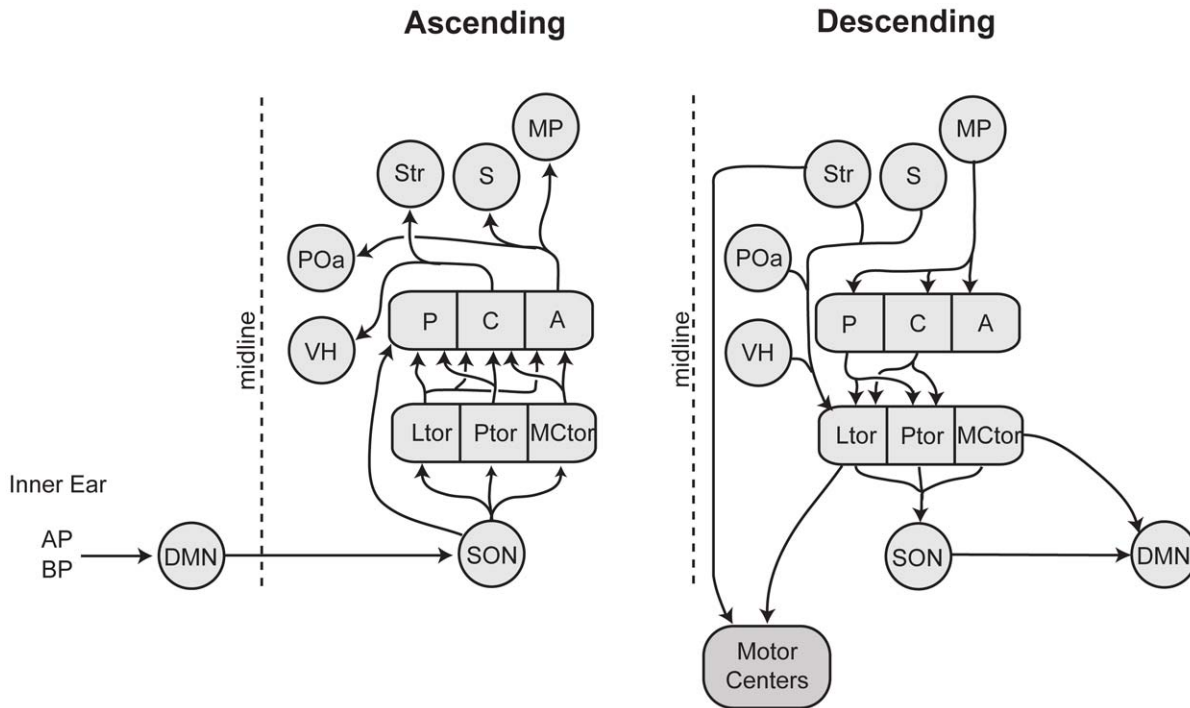 Ascending
Descending
MP
Str
S
POa
VH
P
C
A
midline
Ltor
Ptor
MCtor
Inner Ear
AP
BP
DMN
SON
MP
Str
S
POa
VH
P
C
A
midline
Ltor
Ptor
MCtor
SON
DMN
Motor
Centers